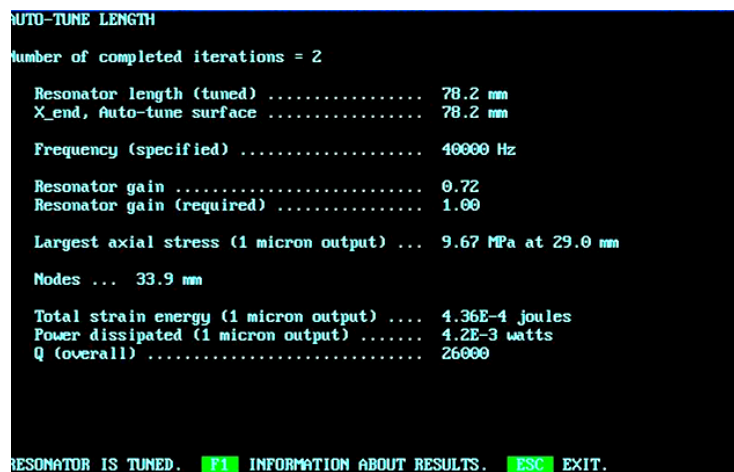 AUTO-TUNE LENGTH
Number of completed iterations = 2
Resonator length (tuned) ................. 78.2 mm
X_end, Auto-tune surface ................. 78.2 mm
Frequency (specified) .................... 40000 Hz
Resonator gain ........................... 0.72
Resonator gain (required) ................ 1.00
Largest axial stress (1 micron output) ... 9.67 MPa at 29.0 mm
Nodes ... 33.9 mm
Total strain energy (1 micron output) .... 4.36E-4 joules
Power dissipated (1 micron output) ....... 4.2E-3 watts
Q (overall) .............................. 26000
RESONATOR IS TUNED. F1 INFORMATION ABOUT RESULTS. ESC EXIT.